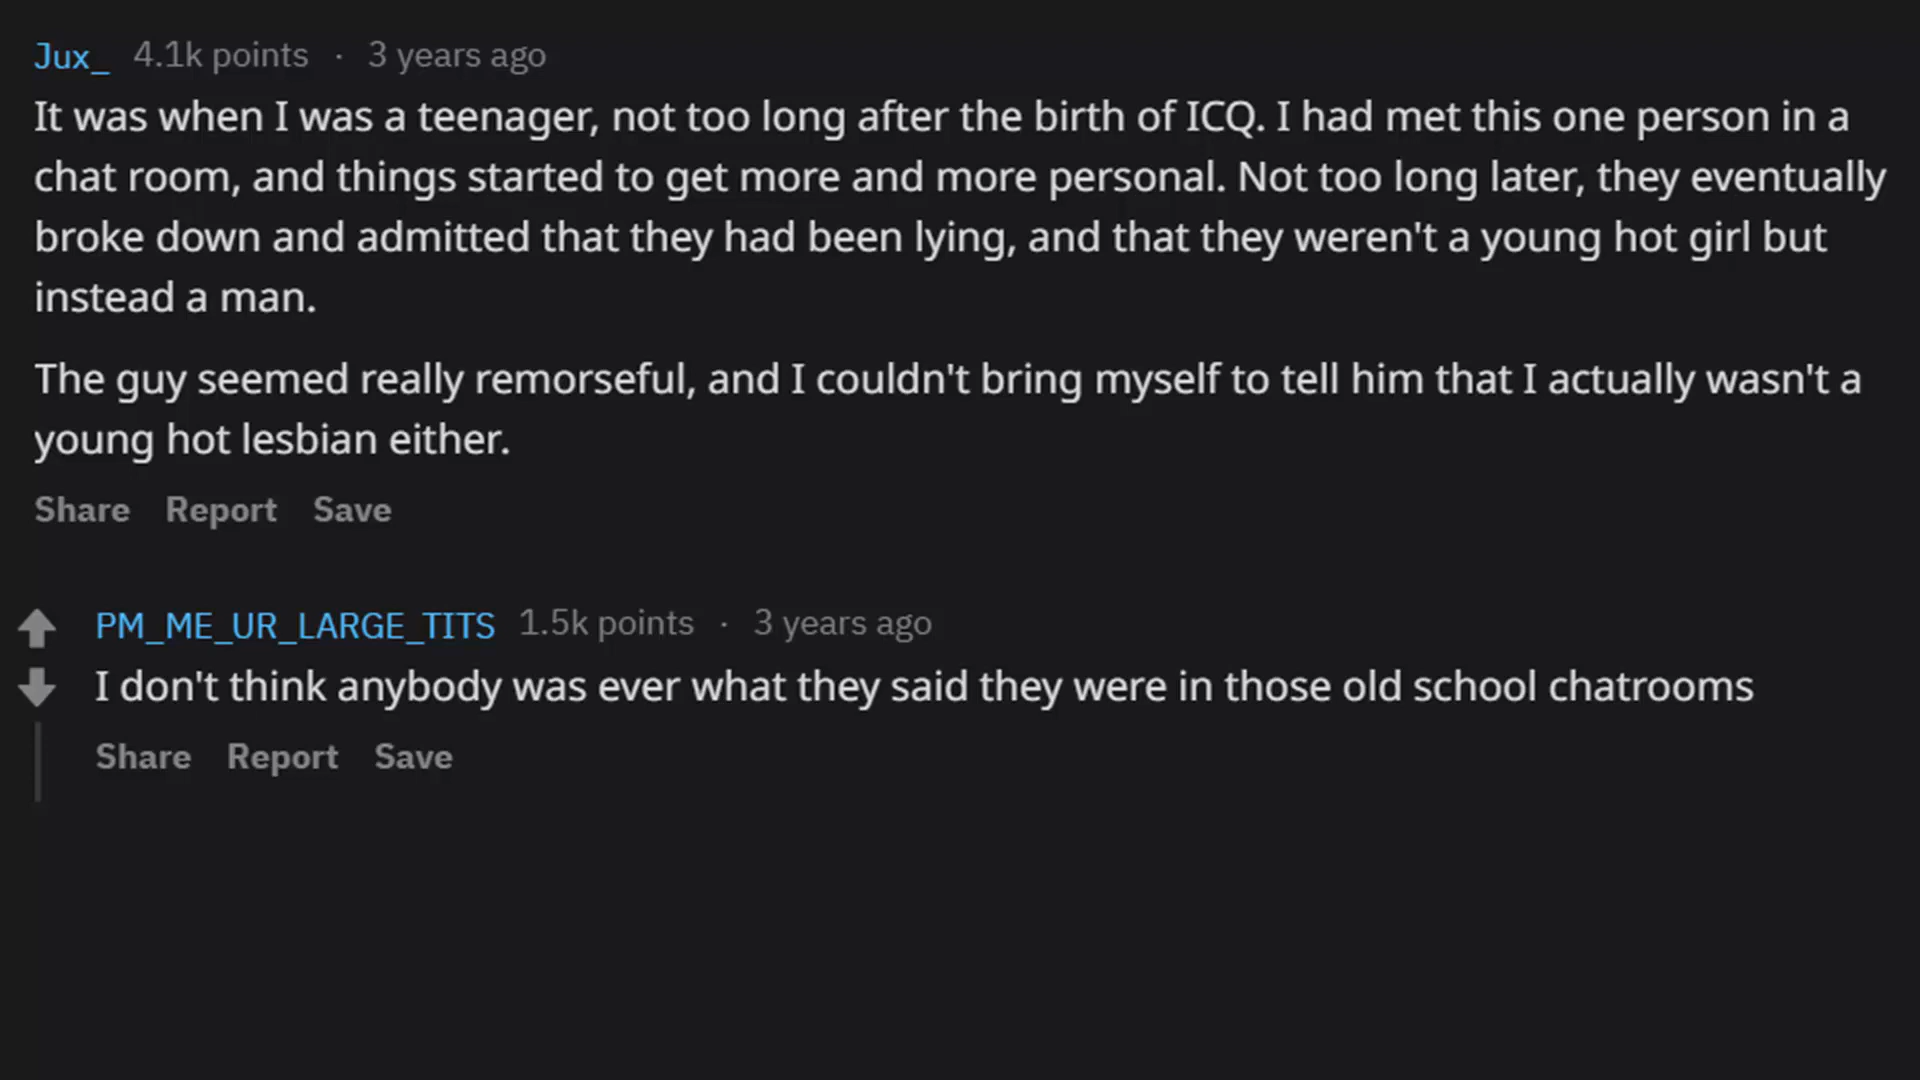 Jux_ 4.1k points · 3 years ago
It was when I was a teenager, not too long after the birth of ICQ. I had met this one person in a
chat room, and things started to get more and more personal. Not too long later, they eventually
broke down and admitted that they had been lying, and that they weren't a young hot girl but
instead a man.
The guy seemed really remorseful, and I couldn't bring myself to tell him that I actually wasn't a
young hot lesbian either.
Share Report Save
PM_ME_UR_LARGE_TITS 1.5k points · 3 years ago
I don't think anybody was ever what they said they were in those old school chatrooms
Share Report Save